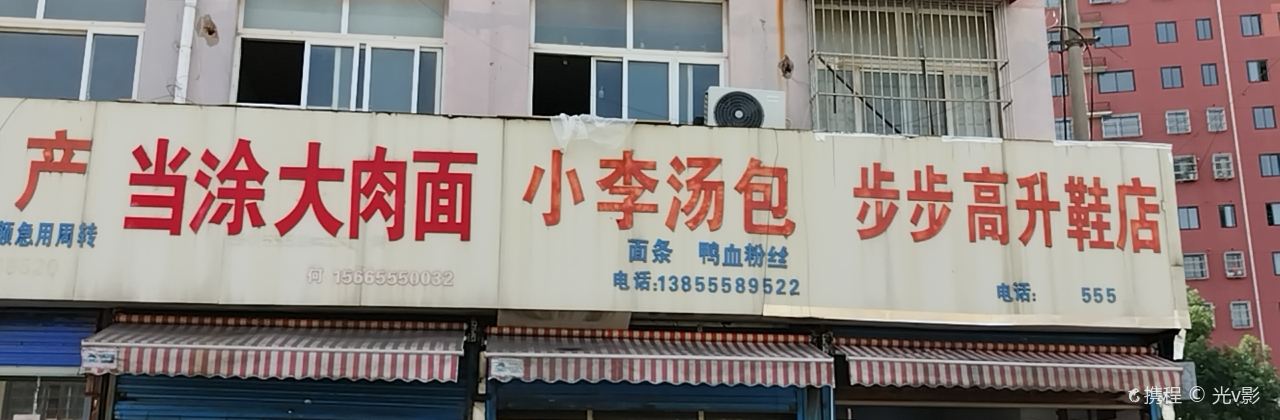 产
额急用周转
当涂大肉面
何 15665550032
小李汤包
面条 鸭血粉丝
电话:13855589522
步步高升鞋店
电话: 555
携程 © 光v影